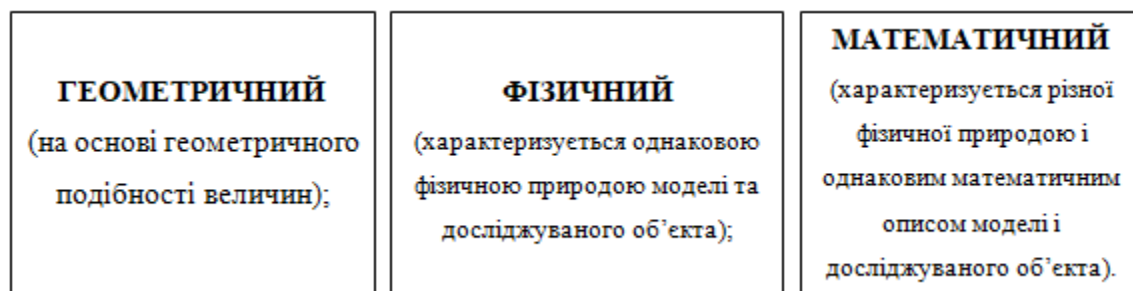 ГЕОМЕТРИЧНИЙ
(на основі геометричного
подібності величин);
ФІЗИЧНИЙ
(характеризується однаковою
фізичною природою моделі та
досліджуваного об’єкта);
МАТЕМАТИЧНИЙ
(характеризується різної
фізичної природою і
однаковим математичним
описом моделі і
досліджуваного об’єкта).